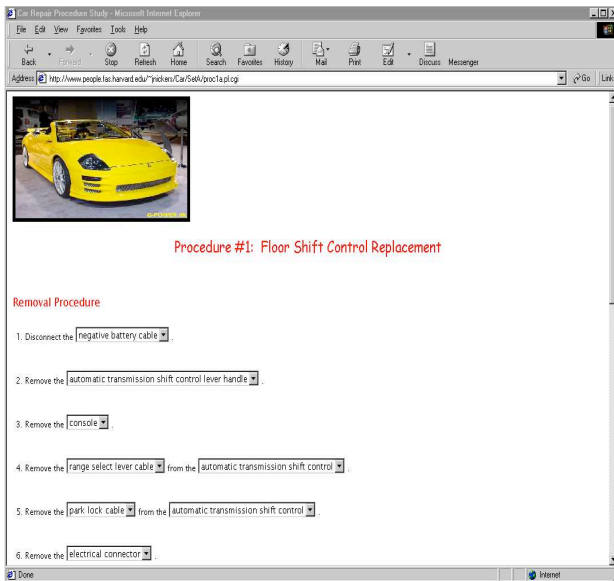 Car Repair Procedure Study - Microsoft Internet Explorer
File Edit View Favorites Tools Help
Back Forward Stop Refresh Home Search Favorites History Mail Print Edit Discuss Messenger
Address http://www.people.fas.harvard.edu/~jnickers/Car/SetA/proc1a.pl.cgi Go Link
G-POWER
Procedure #1: Floor Shift Control Replacement
Removal Procedure
1. Disconnect the negative battery cable .
2. Remove the automatic transmission shift control lever handle .
3. Remove the console .
4. Remove the range select lever cable from the automatic transmission shift control .
5. Remove the park lock cable from the automatic transmission shift control .
6. Remove the electrical connector .
Done Internet